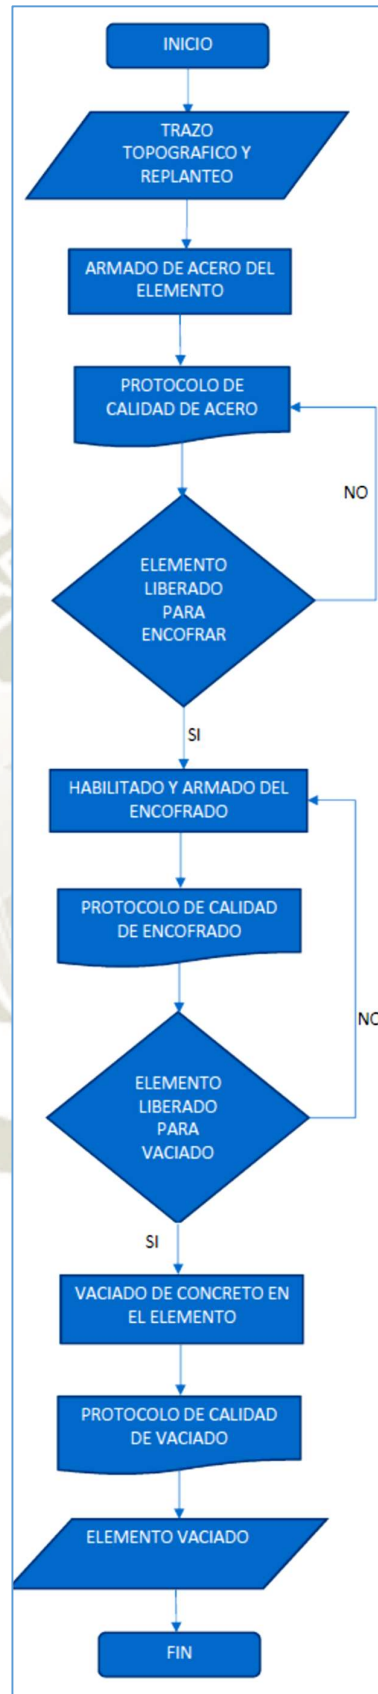 INICIO
TRAZO
TOPOGRAFICO Y
REPLANTEO
ARMADO DE ACERO DEL
ELEMENTO
PROTOCOLO DE
CALIDAD DE ACERO
NO
ELEMENTO
LIBERADO
PARA
ENCOFRAR
SI
HABILITADO Y ARMADO DEL
ENCOFRADO
PROTOCOLO DE CALIDAD
DE ENCOFRADO
NO
ELEMENTO
LIBERADO
PARA
VACIADO
SI
VACIADO DE CONCRETO EN
EL ELEMENTO
PROTOCOLO DE CALIDAD
DE VACIADO
ELEMENTO VACIADO
FIN